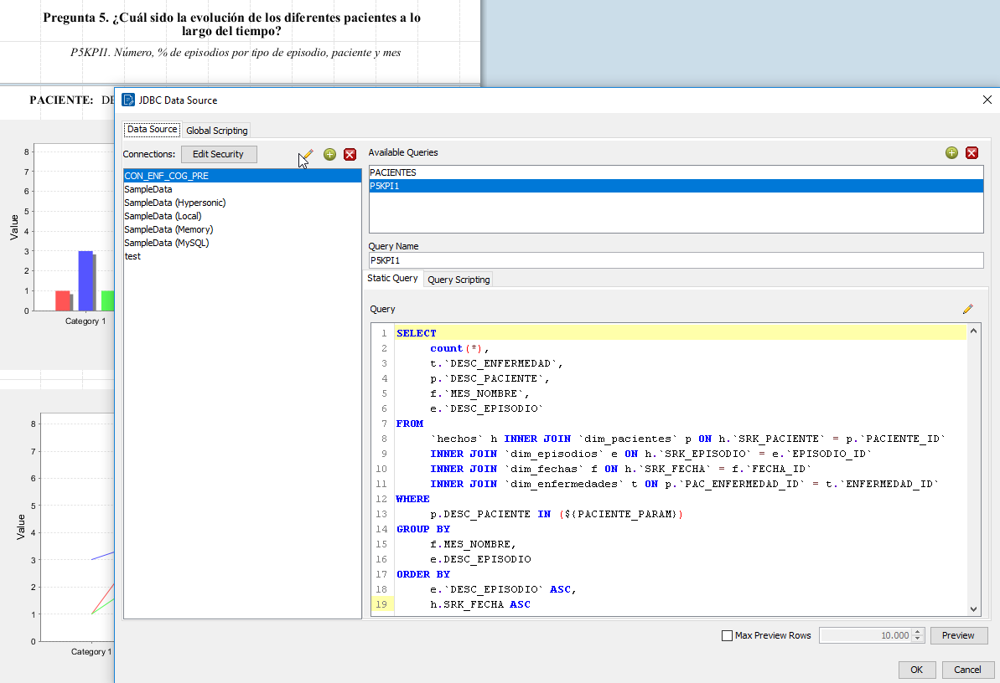 Pregunta 5. ¿Cuál sido la evolución de los diferentes pacientes a lo
largo del tiempo?
P5KPI1. Número, % de episodios por tipo de episodio, paciente y mes
PACIENTE:
8
7
6
5
4
3
2
1
0
Value
Category 1
8
7
6
5
4
3
2
1
0
Value
Category 1
JDBC Data Source
Data Source
Global Scripting
Connections:
Edit Security
CON_ENF_COG_PRE
SampleData
SampleData (Hypersonic)
SampleData (Local)
SampleData (Memory)
SampleData (MySQL)
test
Available Queries
PACIENTES
P5KPI1
Query Name
P5KPI1
Static Query
Query Scripting
Query
1 SELECT
2 count(*),
3 t.`DESC_ENFERMEDAD`,
4 p.`DESC_PACIENTE`,
5 f.`MES_NOMBRE`,
6 e.`DESC_EPISODIO`
7 FROM
8 `hechos` h INNER JOIN `dim_pacientes` p ON h.`SRK_PACIENTE` = p.`PACIENTE_ID`
9 INNER JOIN `dim_episodios` e ON h.`SRK_EPISODIO` = e.`EPISODIO_ID`
10 INNER JOIN `dim_fechas` f ON h.`SRK_FECHA` = f.`FECHA_ID`
11 INNER JOIN `dim_enfermedades` t ON p.`PAC_ENFERMEDAD_ID` = t.`ENFERMEDAD_ID`
12 WHERE
13 p.DESC_PACIENTE IN (${PACIENTE_PARAM})
14 GROUP BY
15 f.MES_NOMBRE,
16 e.DESC_EPISODIO
17 ORDER BY
18 e.`DESC_EPISODIO` ASC,
19 h.SRK_FECHA ASC
Max Preview Rows
10.000
Preview
OK
Cancel